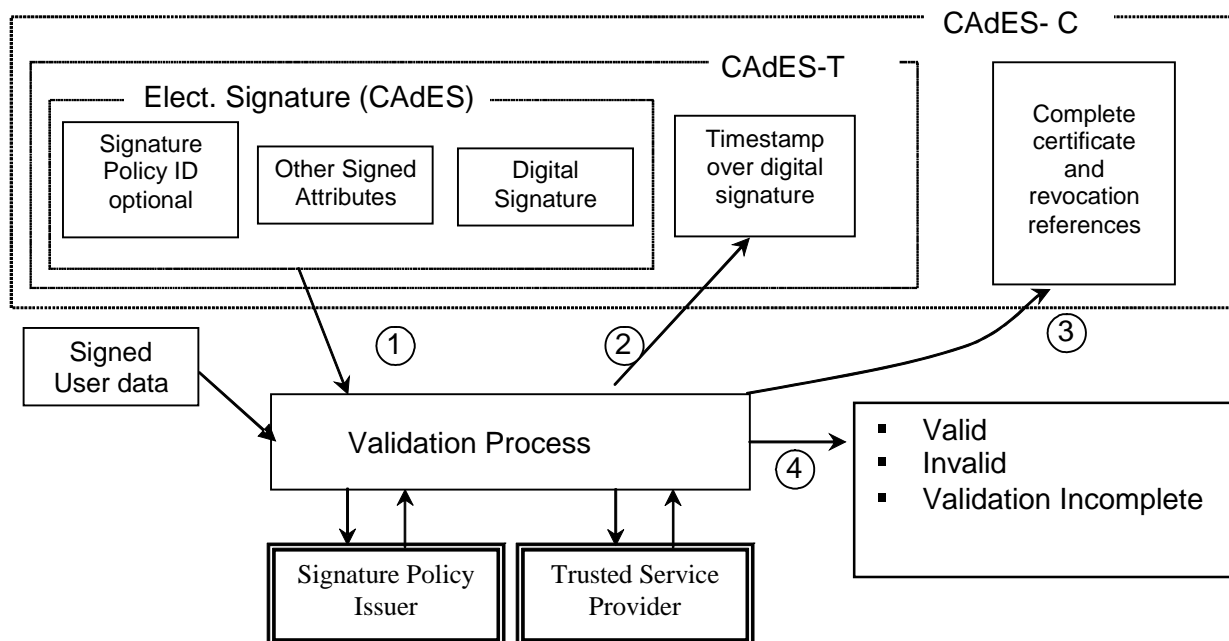 CAdES- C
CAdES-T
Elect. Signature (CAdES)
Signature
Policy ID
optional
Other Signed
Attributes
Digital
Signature
Timestamp
over digital
signature
Complete
certificate
and
revocation
references
1
2
3
Signed
User data
Validation Process
4
▪ Valid
▪ Invalid
▪ Validation Incomplete
Signature Policy
Issuer
Trusted Service
Provider